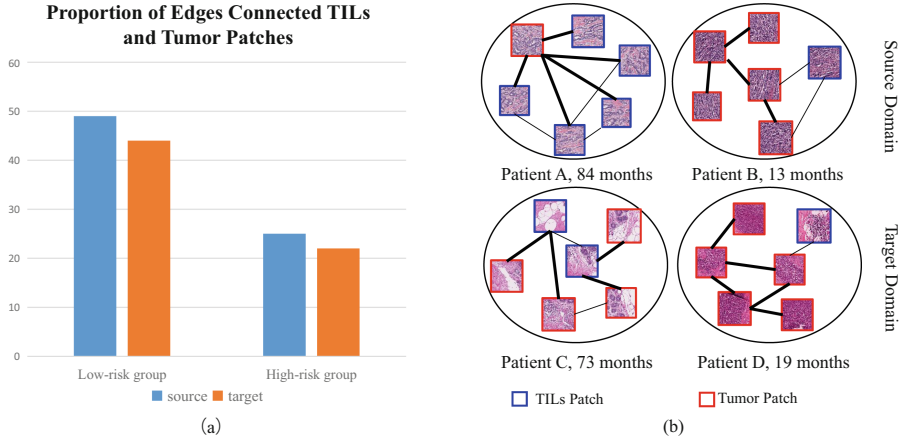 (a)
Proportion of Edges Connected TILs
and Tumor Patches
60
50
40
30
20
10
0
Low-risk group
High-risk group
source
target
(a)
Patient A, 84 months
Patient B, 13 months
Source Domain
Patient C, 73 months
Patient D, 19 months
Target Domain
TILs Patch
Tumor Patch
(b)